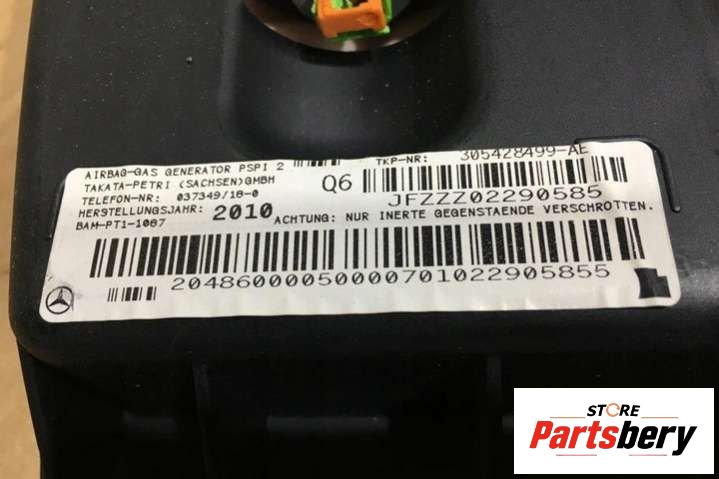 AIRBAG-GAS GENERATOR PSPI 2
TAKATA-PETRI (SACHSEN)GMBH
TELEFON-NR: 037349/18-0
HERSTELLUNGSJAHR: 2010
BAM-PT1-1087
Q6
TKP-NR: 305428499-AE
JFZZZ02290585
ACHTUNG: NUR INERTE GEGENSTAENDE VERSCHROTTEN.
20486000050000701022905855
STORE
Partsbery